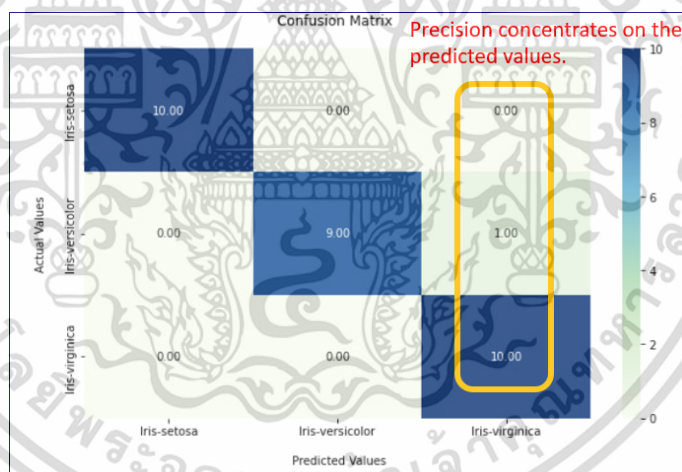 Confusion Matrix
Precision concentrates on the
predicted values.
Actual Values
Iris-setosa
Iris-versicolor
Iris-virginica
10.00 0.00 0.00
0.00 9.00 1.00
0.00 0.00 10.00
10
8
6
4
2
0
Iris-setosa Iris-versicolor Iris-virginica
Predicted Values